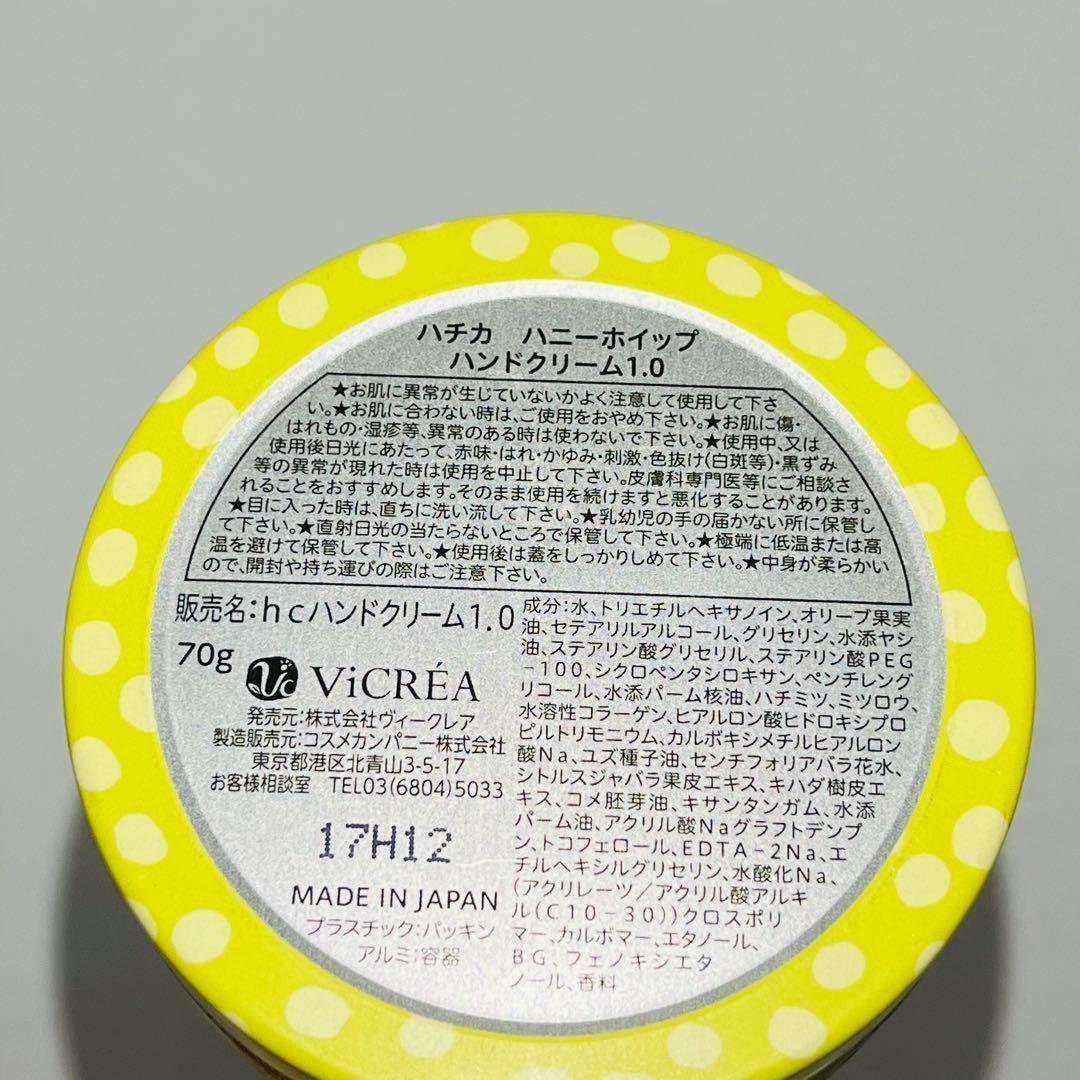 ハチカ　ハニーホイップ
ハンドクリーム1.0
★お肌に異常が生じていないかよく注意して使用して下さ
い。★お肌に合わない時は、ご使用をおやめ下さい。★お肌に傷・
はれもの・湿疹等、異常のある時は使わないで下さい。★使用中、又は
使用後日光にあたって、赤味・はれ・かゆみ・刺激・色抜け(白斑等)・黒ずみ
等の異常が現れた時は使用を中止して下さい。皮膚科専門医等にご相談さ
れることをおすすめします。そのまま使用を続けますと悪化することがあります。
★目に入った時は、直ちに洗い流して下さい。★乳幼児の手の届かない所に保管し
て下さい。★直射日光の当たらないところで保管して下さい。★極端に低温または高
温を避けて保管して下さい。★使用後は蓋をしっかりしめて下さい。★中身が柔らかい
ので、開封や持ち運びの際はご注意下さい。
販売名:hcハンドクリーム1.0
70g
Vc ViCRÉA
発売元:株式会社ヴィークレア
製造販売元:コスメカンパニー株式会社
東京都港区北青山3-5-17
お客様相談室　TEL03(6804)5033
17H12
MADE IN JAPAN
プラスチック:パッキン
アルミ:容器
成分:水、トリエチルヘキサノイン、オリーブ果実
油、セテアリルアルコール、グリセリン、水添ヤシ
油、ステアリン酸グリセリル、ステアリン酸PEG
-100、シクロペンタシロキサン、ペンチレング
リコール、水添パーム核油、ハチミツ、ミツロウ、
水溶性コラーゲン、ヒアルロン酸ヒドロキシプロ
ピルトリモニウム、カルボキシメチルヒアルロン
酸Na、ユズ種子油、センチフォリアバラ花水、
シトルスジャバラ果皮エキス、キハダ樹皮エ
キス、コメ胚芽油、キサンタンガム、水添
パーム油、アクリル酸Naグラフトデンプ
ン、トコフェロール、EDTA-2Na、エ
チルヘキシルグリセリン、水酸化Na、
(アクリレーツ/アクリル酸アルキ
ル(C10-30))クロスポリ
マー、カルボマー、エタノール、
BG、フェノキシエタ
ノール、香料